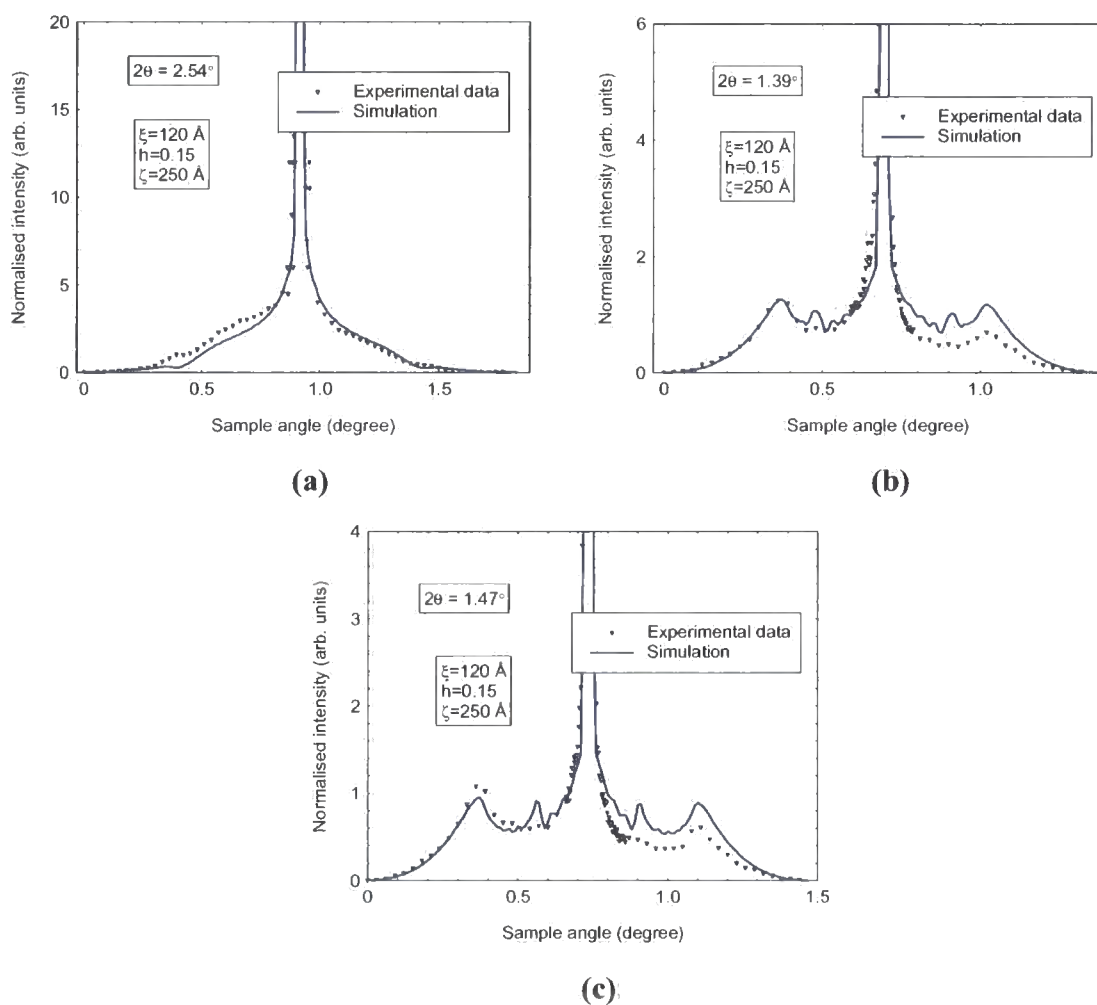 Normalised intensity (arb. units)
20
15
10
5
0
2θ = 2.54°
ξ=120 Å
h=0.15
ζ=250 Å
Experimental data
Simulation
0
0.5
1.0
1.5
Sample angle (degree)
(a)
Normalised intensity (arb. units)
6
4
2
0
2θ = 1.39°
ξ=120 Å
h=0.15
ζ=250 Å
Experimental data
Simulation
0
0.5
1.0
Sample angle (degree)
(b)
Normalised intensity (arb. units)
4
3
2
1
0
2θ = 1.47°
ξ=120 Å
h=0.15
ζ=250 Å
Experimental data
Simulation
0
0.5
1.0
1.5
Sample angle (degree)
(c)